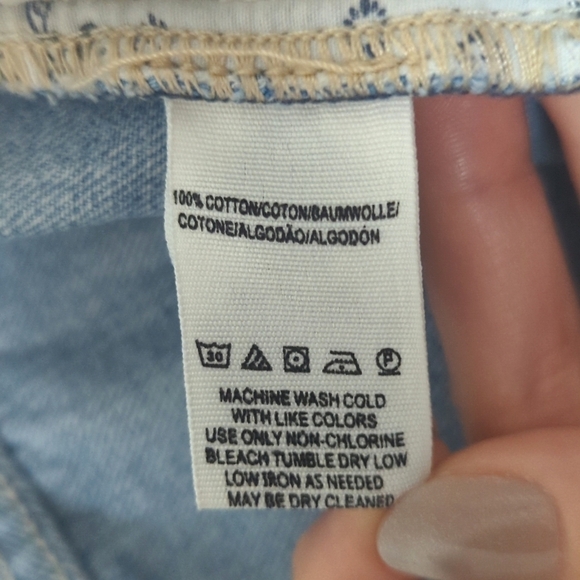 100% COTTON/COTON/BAUMWOLLE/
COTONE/ALGODÃO/ALGODÓN
30 P
MACHINE WASH COLD
WITH LIKE COLORS
USE ONLY NON-CHLORINE
BLEACH TUMBLE DRY LOW
LOW IRON AS NEEDED
MAY BE DRY CLEANED